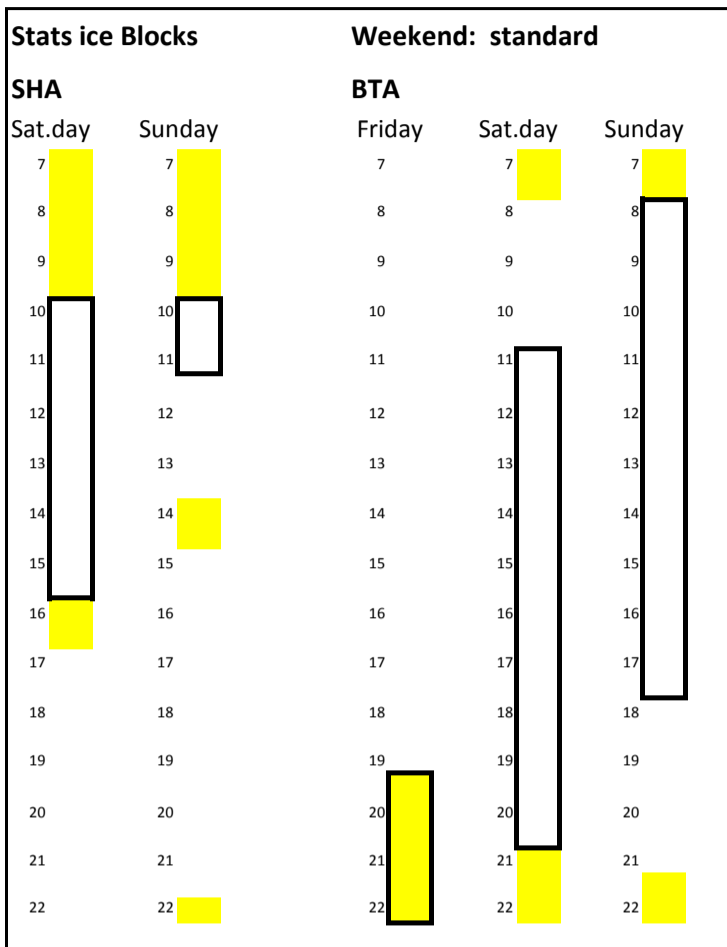 Stats ice Blocks Weekend: standard
SHA BTA
Sat.day Sunday Friday Sat.day Sunday
7 7 7 7 7
8 8 8 8 8
9 9 9 9 9
10 10 10 10 10
11 11 11 11 11
12 12 12 12 12
13 13 13 13 13
14 14 14 14 14
15 15 15 15 15
16 16 16 16 16
17 17 17 17 17
18 18 18 18 18
19 19 19 19 19
20 20 20 20 20
21 21 21 21 21
22 22 22 22 22